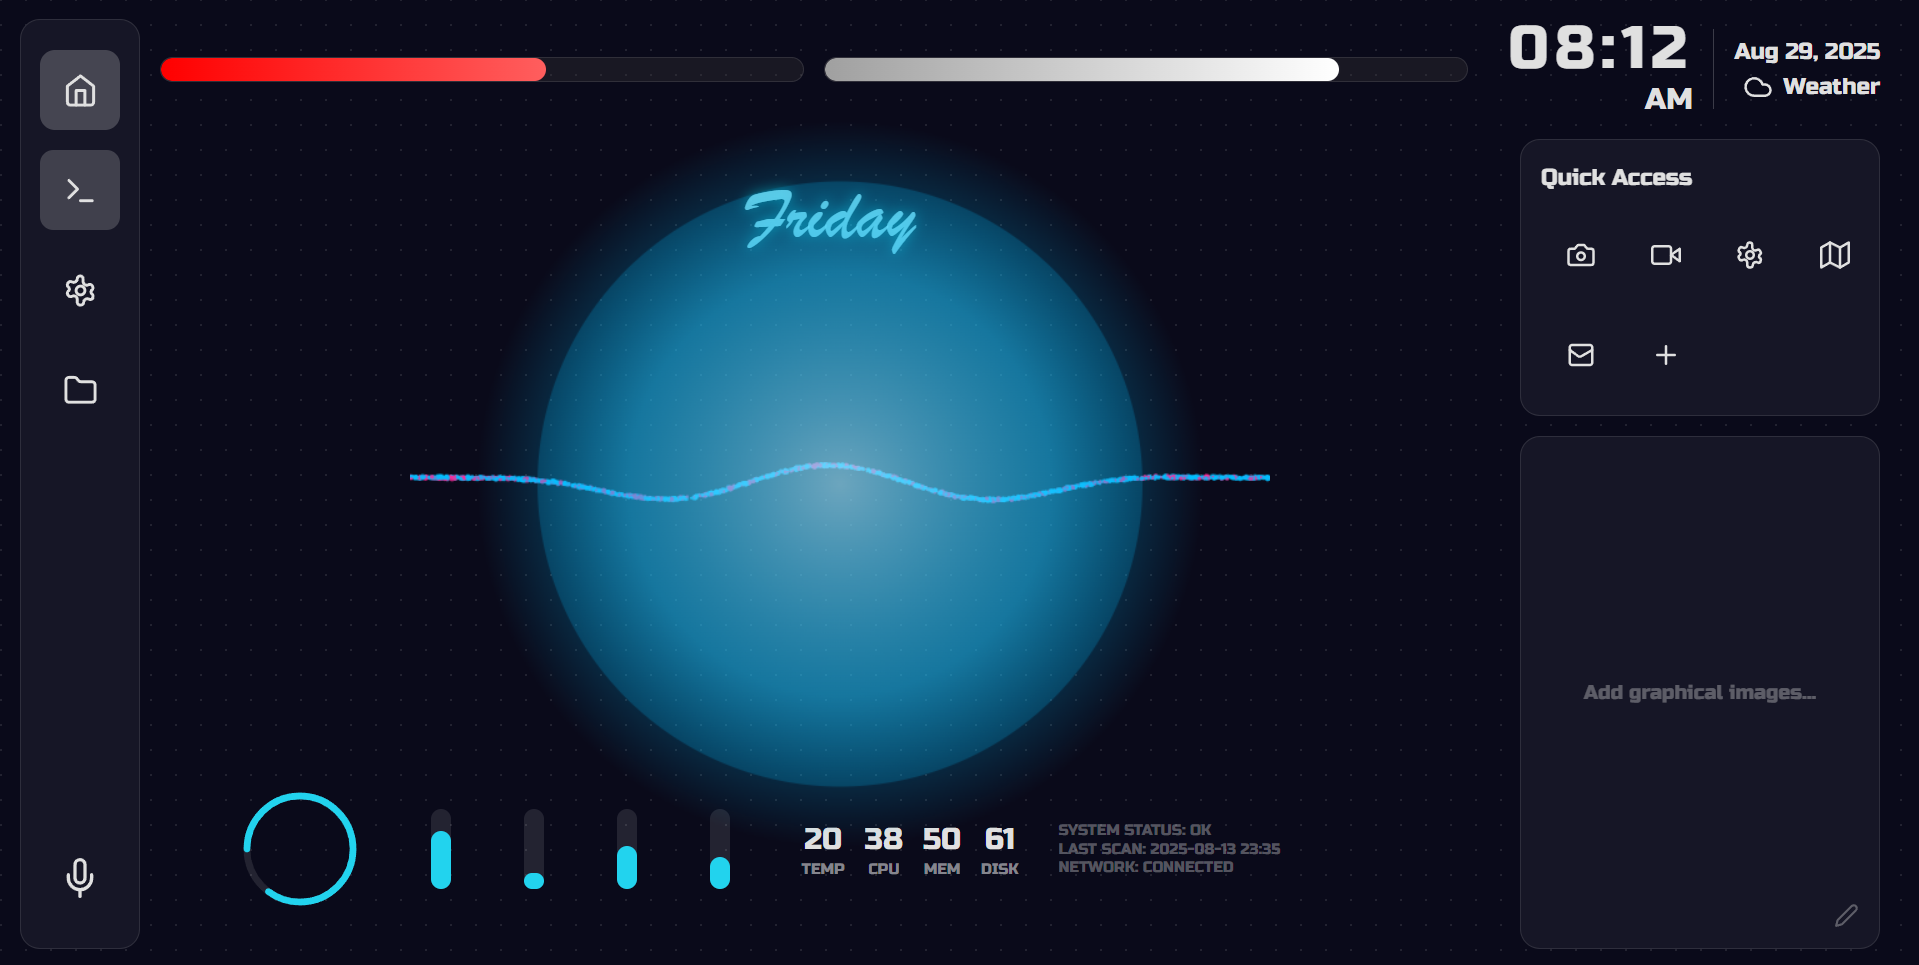 08:12
AM
Aug 29, 2025
Weather
Quick Access
Friday
Add graphical images...
20 38 50 61
TEMP CPU MEM DISK
SYSTEM STATUS: OK
LAST SCAN: 2025-08-13 23:35
NETWORK: CONNECTED